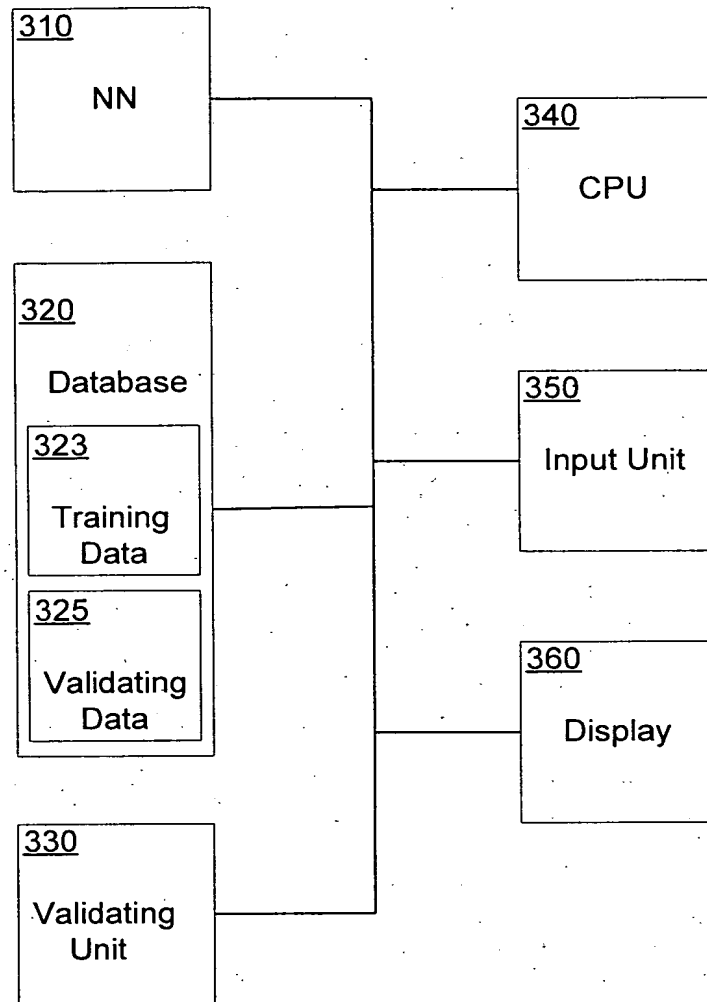 310
NN
320
Database
323
Training
Data
325
Validating
Data
330
Validating
Unit
340
CPU
350
Input Unit
360
Display